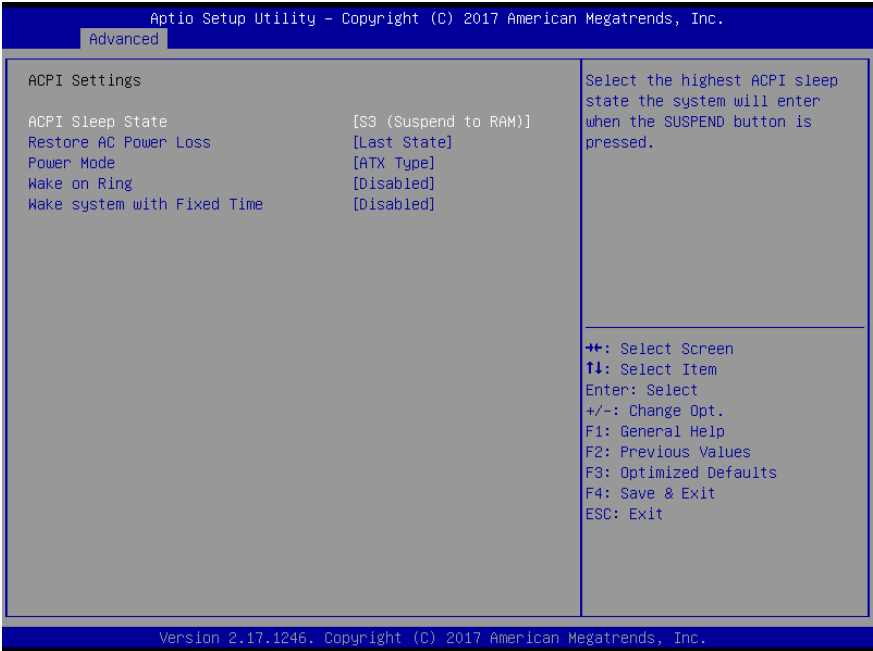 Aptio Setup Utility – Copyright (C) 2017 American Megatrends, Inc.
Advanced
ACPI Settings
ACPI Sleep State [S3 (Suspend to RAM)]
Restore AC Power Loss [Last State]
Power Mode [ATX Type]
Wake on Ring [Disabled]
Wake system with Fixed Time [Disabled]
Select the highest ACPI sleep
state the system will enter
when the SUSPEND button is
pressed.
→←: Select Screen
↑↓: Select Item
Enter: Select
+/-: Change Opt.
F1: General Help
F2: Previous Values
F3: Optimized Defaults
F4: Save & Exit
ESC: Exit
Version 2.17.1246. Copyright (C) 2017 American Megatrends, Inc.